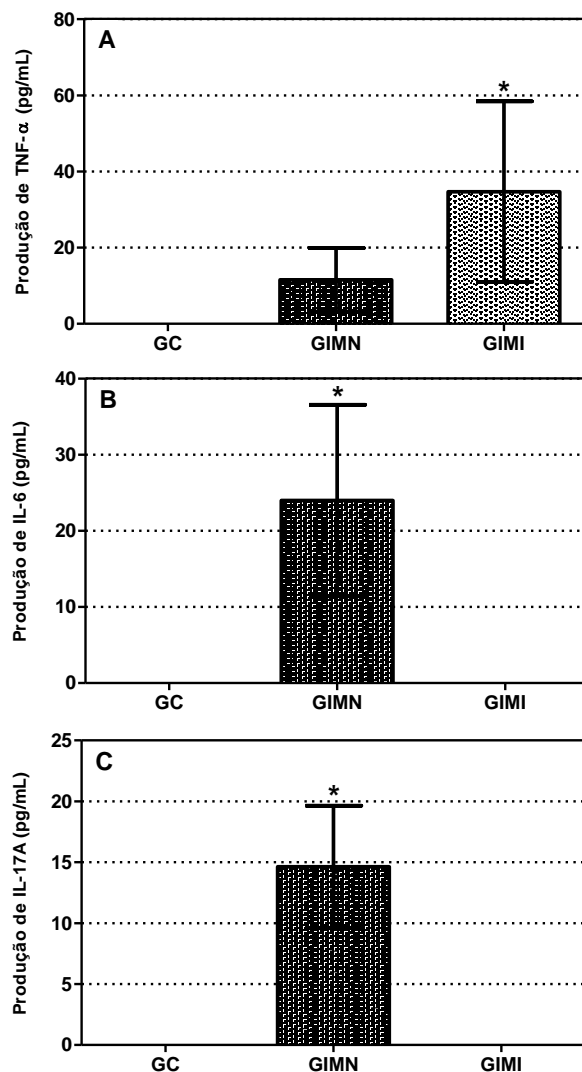 A
Produção de TNF-α (pg/mL)
80
60
40
20
0
*
GC GIMN GIMI
B
Produção de IL-6 (pg/mL)
40
30
20
10
0
*
GC GIMN GIMI
C
Produção de IL-17A (pg/mL)
25
20
15
10
5
0
*
GC GIMN GIMI